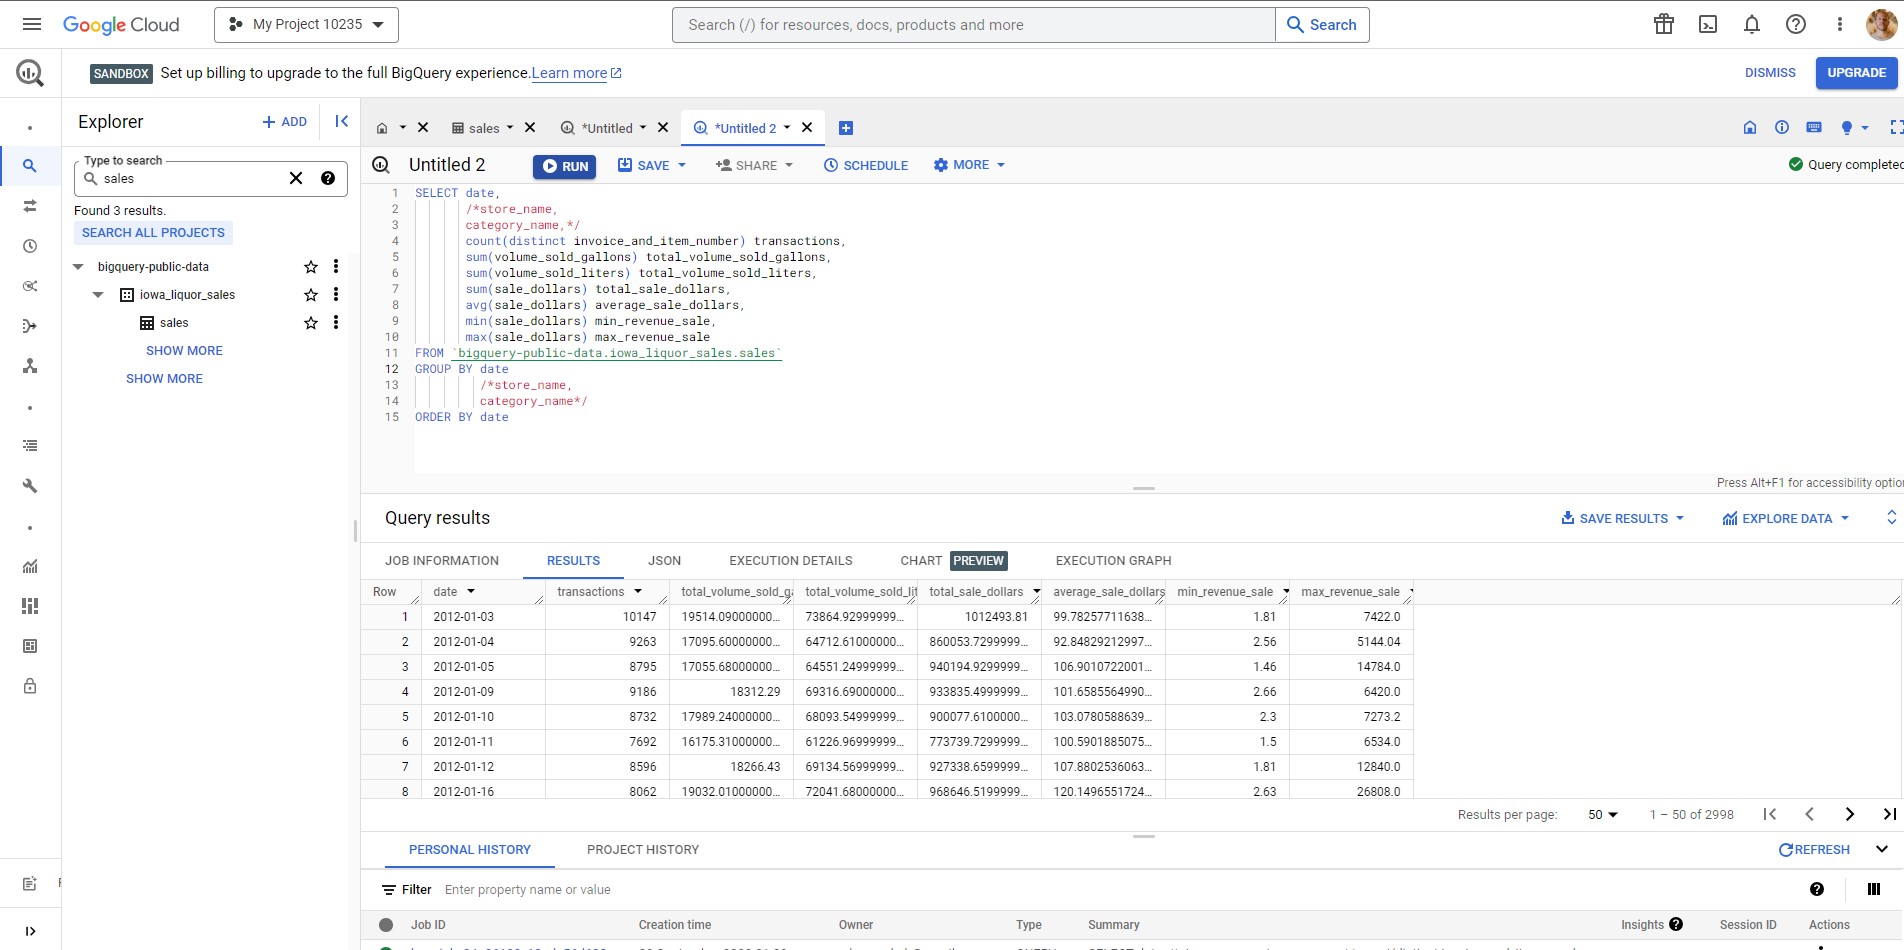 Google Cloud
My Project 10235
Search (/) for resources, docs, products and more
Search
SANDBOX Set up billing to upgrade to the full BigQuery experience. Learn more
DISMISS
UPGRADE
Explorer
+ ADD
Type to search
sales
Found 3 results.
SEARCH ALL PROJECTS
bigquery-public-data
iowa_liquor_sales
sales
SHOW MORE
SHOW MORE
sales
*Untitled
*Untitled 2
Untitled 2
RUN
SAVE
SHARE
SCHEDULE
MORE
Query completed
1 SELECT date,
2 /*store_name,
3 category_name,*/
4 count(distinct invoice_and_item_number) transactions,
5 sum(volume_sold_gallons) total_volume_sold_gallons,
6 sum(volume_sold_liters) total_volume_sold_liters,
7 sum(sale_dollars) total_sale_dollars,
8 avg(sale_dollars) average_sale_dollars,
9 min(sale_dollars) min_revenue_sale,
10 max(sale_dollars) max_revenue_sale
11 FROM `bigquery-public-data.iowa_liquor_sales.sales`
12 GROUP BY date
13 /*store_name,
14 category_name*/
15 ORDER BY date
Press Alt+F1 for accessibility optio
Query results
SAVE RESULTS
EXPLORE DATA
JOB INFORMATION
RESULTS
JSON
EXECUTION DETAILS
CHART PREVIEW
EXECUTION GRAPH
Row date transactions total_volume_sold_ga total_volume_sold_lit total_sale_dollars average_sale_dollars min_revenue_sale max_revenue_sale
1 2012-01-03 10147 19514.09000000... 73864.92999999... 1012493.81 99.78257711638... 1.81 7422.0
2 2012-01-04 9263 17095.60000000... 64712.61000000... 860053.7299999... 92.84829212997... 2.56 5144.04
3 2012-01-05 8795 17055.68000000... 64551.24999999... 940194.9299999... 106.9010722001... 1.46 14784.0
4 2012-01-09 9186 18312.29 69316.69000000... 933835.4999999... 101.6585564990... 2.66 6420.0
5 2012-01-10 8732 17989.24000000... 68093.54999999... 900077.6100000... 103.0780588639... 2.3 7273.2
6 2012-01-11 7692 16175.31000000... 61226.96999999... 773739.7299999... 100.5901885075... 1.5 6534.0
7 2012-01-12 8596 18266.43 69134.56999999... 927338.6599999... 107.8802536063... 1.81 12840.0
8 2012-01-16 8062 19032.01000000... 72041.68000000... 968646.5199999... 120.1496551724... 2.63 26808.0
Results per page: 50 1 – 50 of 2998
PERSONAL HISTORY
PROJECT HISTORY
REFRESH
Filter Enter property name or value
Job ID Creation time Owner Type Summary Insights Session ID Actions